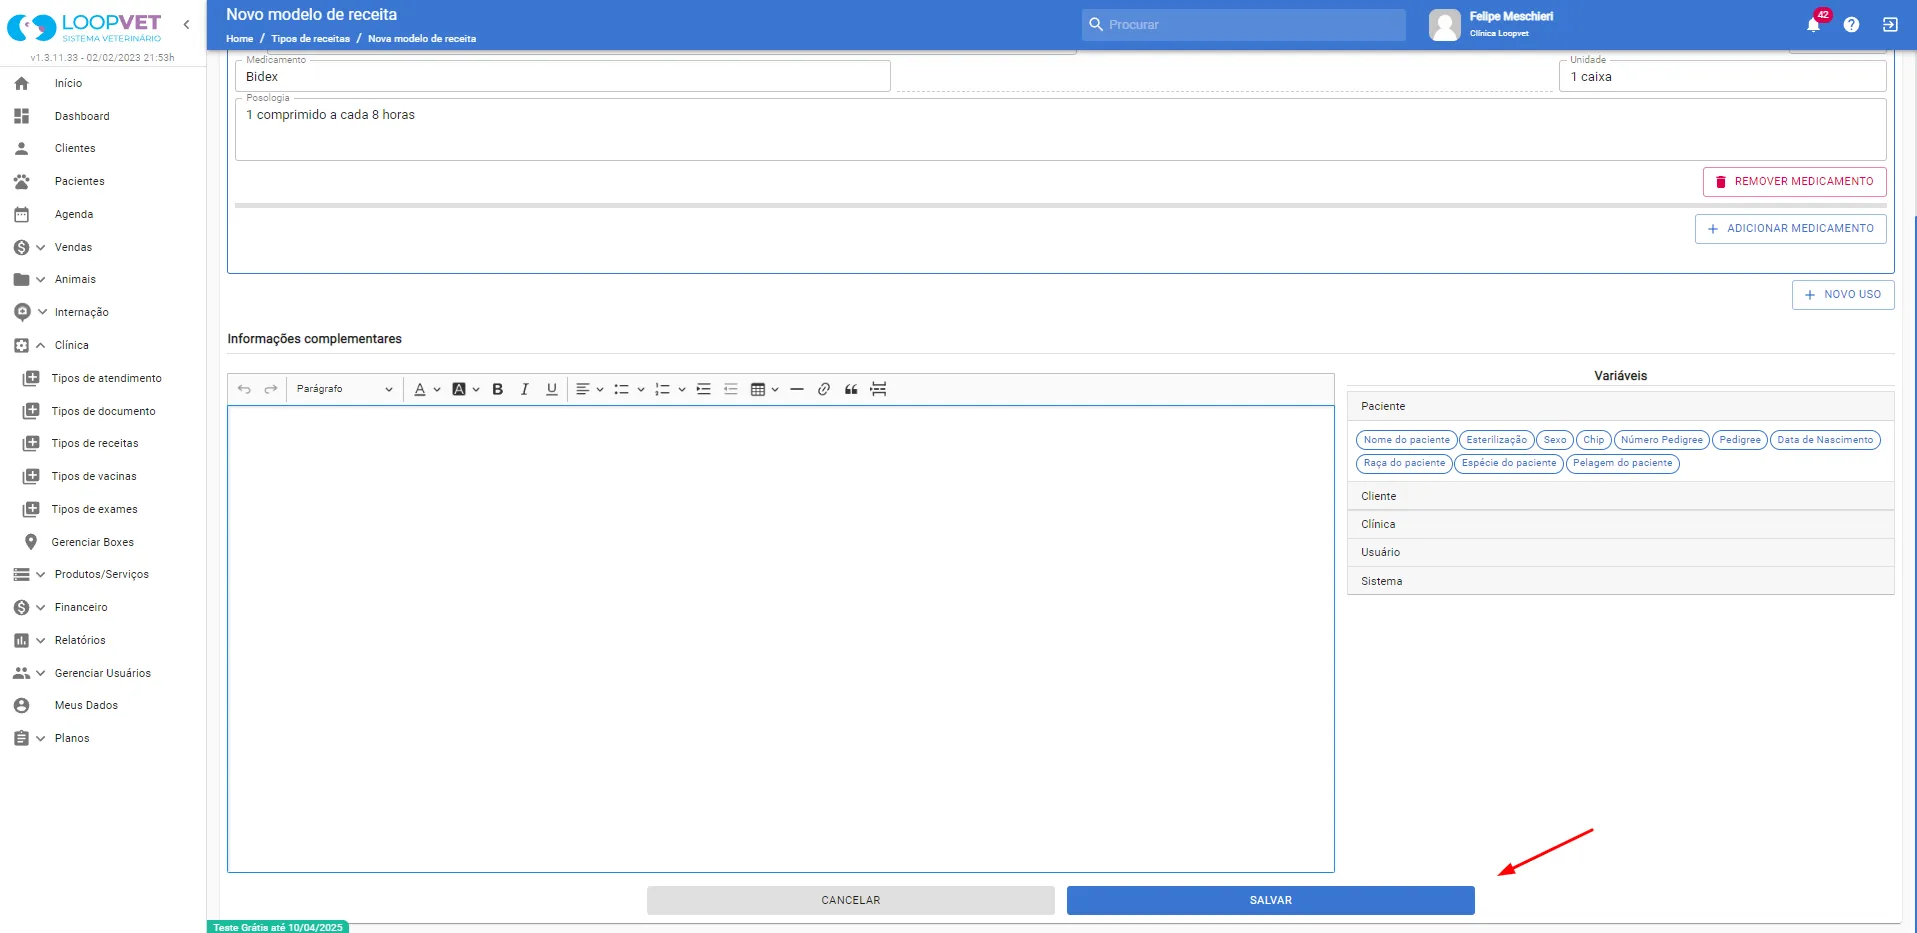 LOOPVET
SISTEMA VETERINÁRIO
v1.3.11.33 - 02/02/2023 21:53h
Início
Dashboard
Clientes
Pacientes
Agenda
Vendas
Animais
Internação
Clínica
Tipos de atendimento
Tipos de documento
Tipos de receitas
Tipos de vacinas
Tipos de exames
Gerenciar Boxes
Produtos/Serviços
Financeiro
Relatórios
Gerenciar Usuários
Meus Dados
Planos
Novo modelo de receita
Home / Tipos de receitas / Nova modelo de receita
Procurar
Felipe Meschieri
Clínica Loopvet
42
Medicamento
Bidex
Unidade
1 caixa
Posologia
1 comprimido a cada 8 horas
REMOVER MEDICAMENTO
+ ADICIONAR MEDICAMENTO
+ NOVO USO
Informações complementares
Parágrafo
Variáveis
Paciente
Nome do paciente Esterilização Sexo Chip Número Pedigree Pedigree Data de Nascimento
Raça do paciente Espécie do paciente Pelagem do paciente
Cliente
Clínica
Usuário
Sistema
CANCELAR SALVAR
Teste Grátis até 10/04/2025